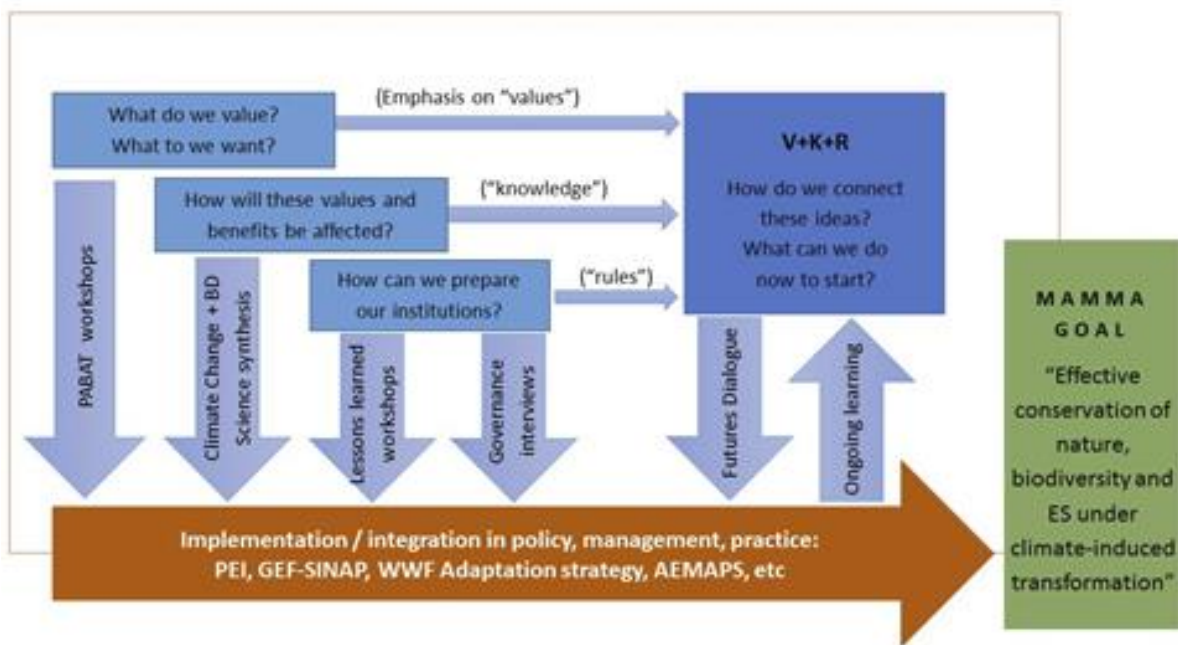 What do we value?
What to we want?
(Emphasis on "values")
How will these values and
benefits be affected?
("knowledge")
How can we prepare
our institutions?
("rules")
V+K+R
How do we connect
these ideas?
What can we do
now to start?
PABAT workshops
Climate Change + BD
Science synthesis
Lessons learned
workshops
Governance
interviews
Futures Dialogue
Ongoing learning
Implementation / integration in policy, management, practice:
PEI, GEF-SINAP, WWF Adaptation strategy, AEMAPS, etc
MAMMA
GOAL
"Effective
conservation of
nature,
biodiversity and
ES under
climate-induced
transformation"